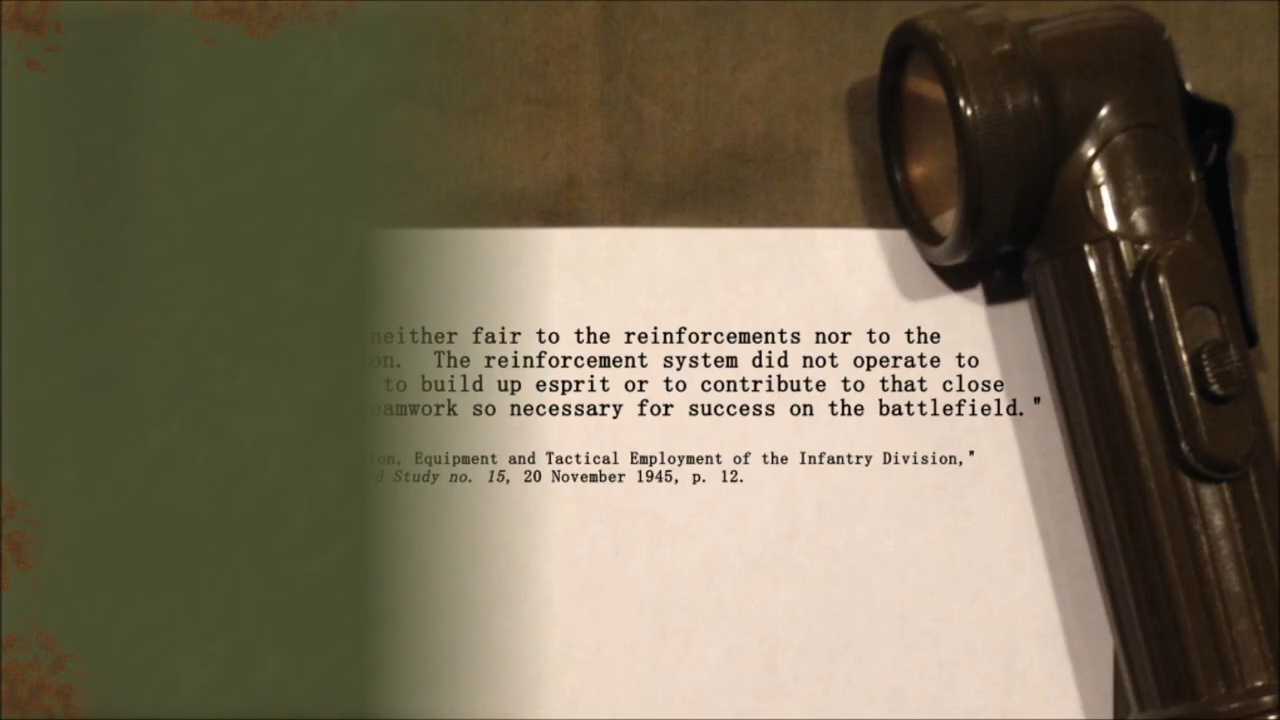 neither fair to the reinforcements nor to the
on. The reinforcement system did not operate to
to build up esprit or to contribute to that close
eamwork so necessary for success on the battlefield."
ion, Equipment and Tactical Employment of the Infantry Division,"
rd Study no. 15, 20 November 1945, p. 12.